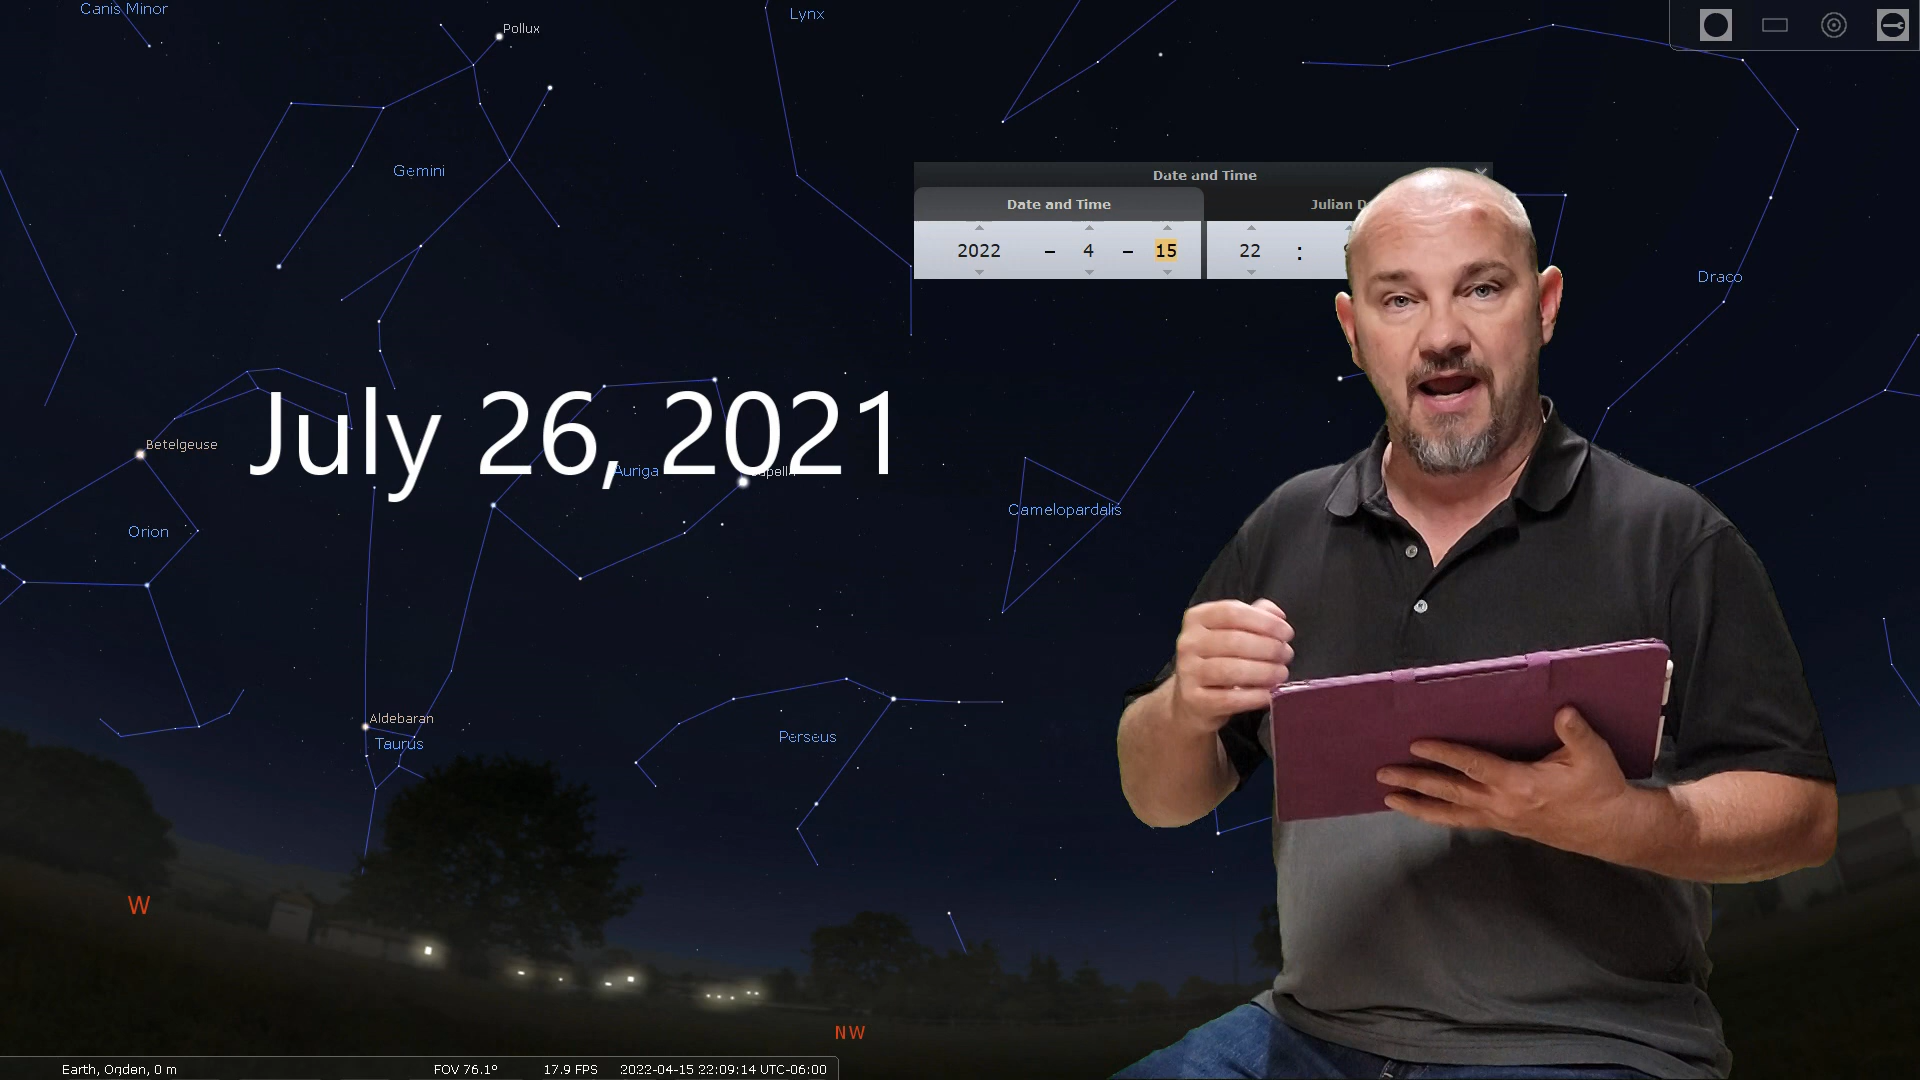 Canis Minor
Lynx
Pollux
Gemini
Date and Time
Date and Time
Julian D
2022 - 4 - 15
22 :
Draco
July 26, 2021
Betelgeuse
Auriga
Camelopardalis
Orion
Aldebaran
Taurus
Perseus
W
NW
Earth, Ogden, 0 m
FOV 76.1°
17.9 FPS
2022-04-15 22:09:14 UTC-06:00